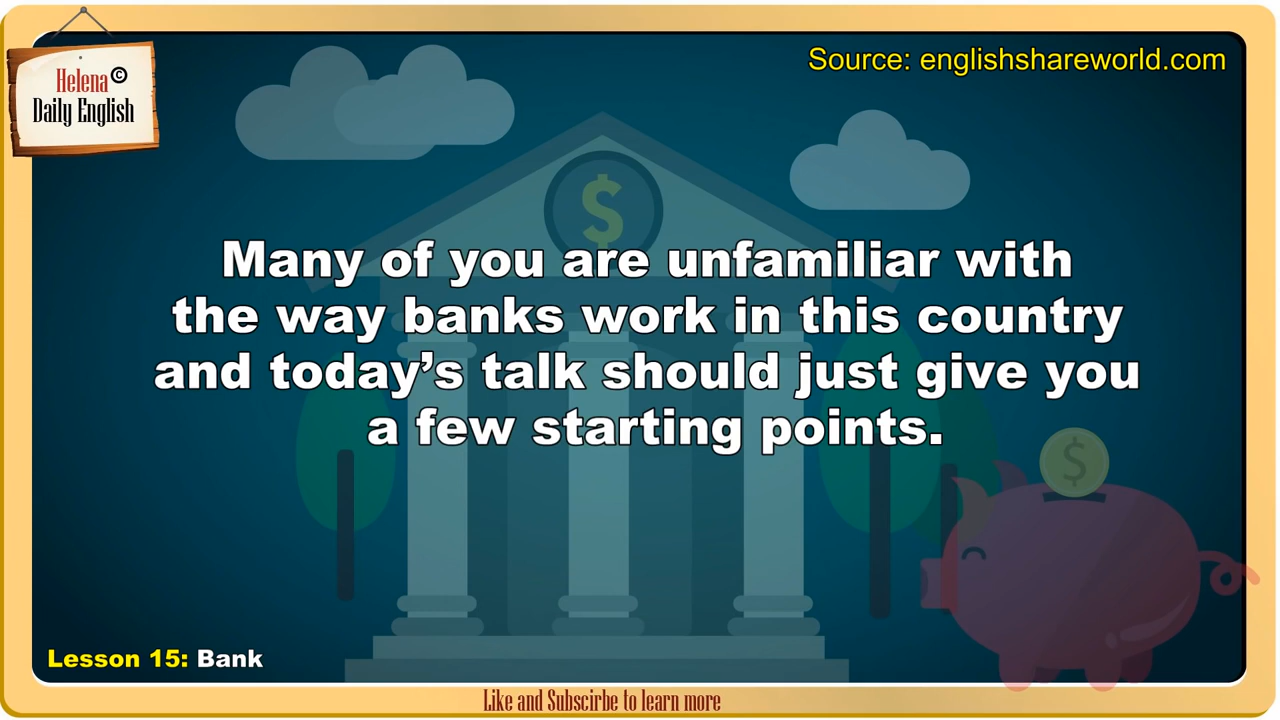 Helena©
Daily English
Source: englishshareworld.com
$
Many of you are unfamiliar with
the way banks work in this country
and today’s talk should just give you
a few starting points.
$
Lesson 15: Bank
Like and Subscirbe to learn more